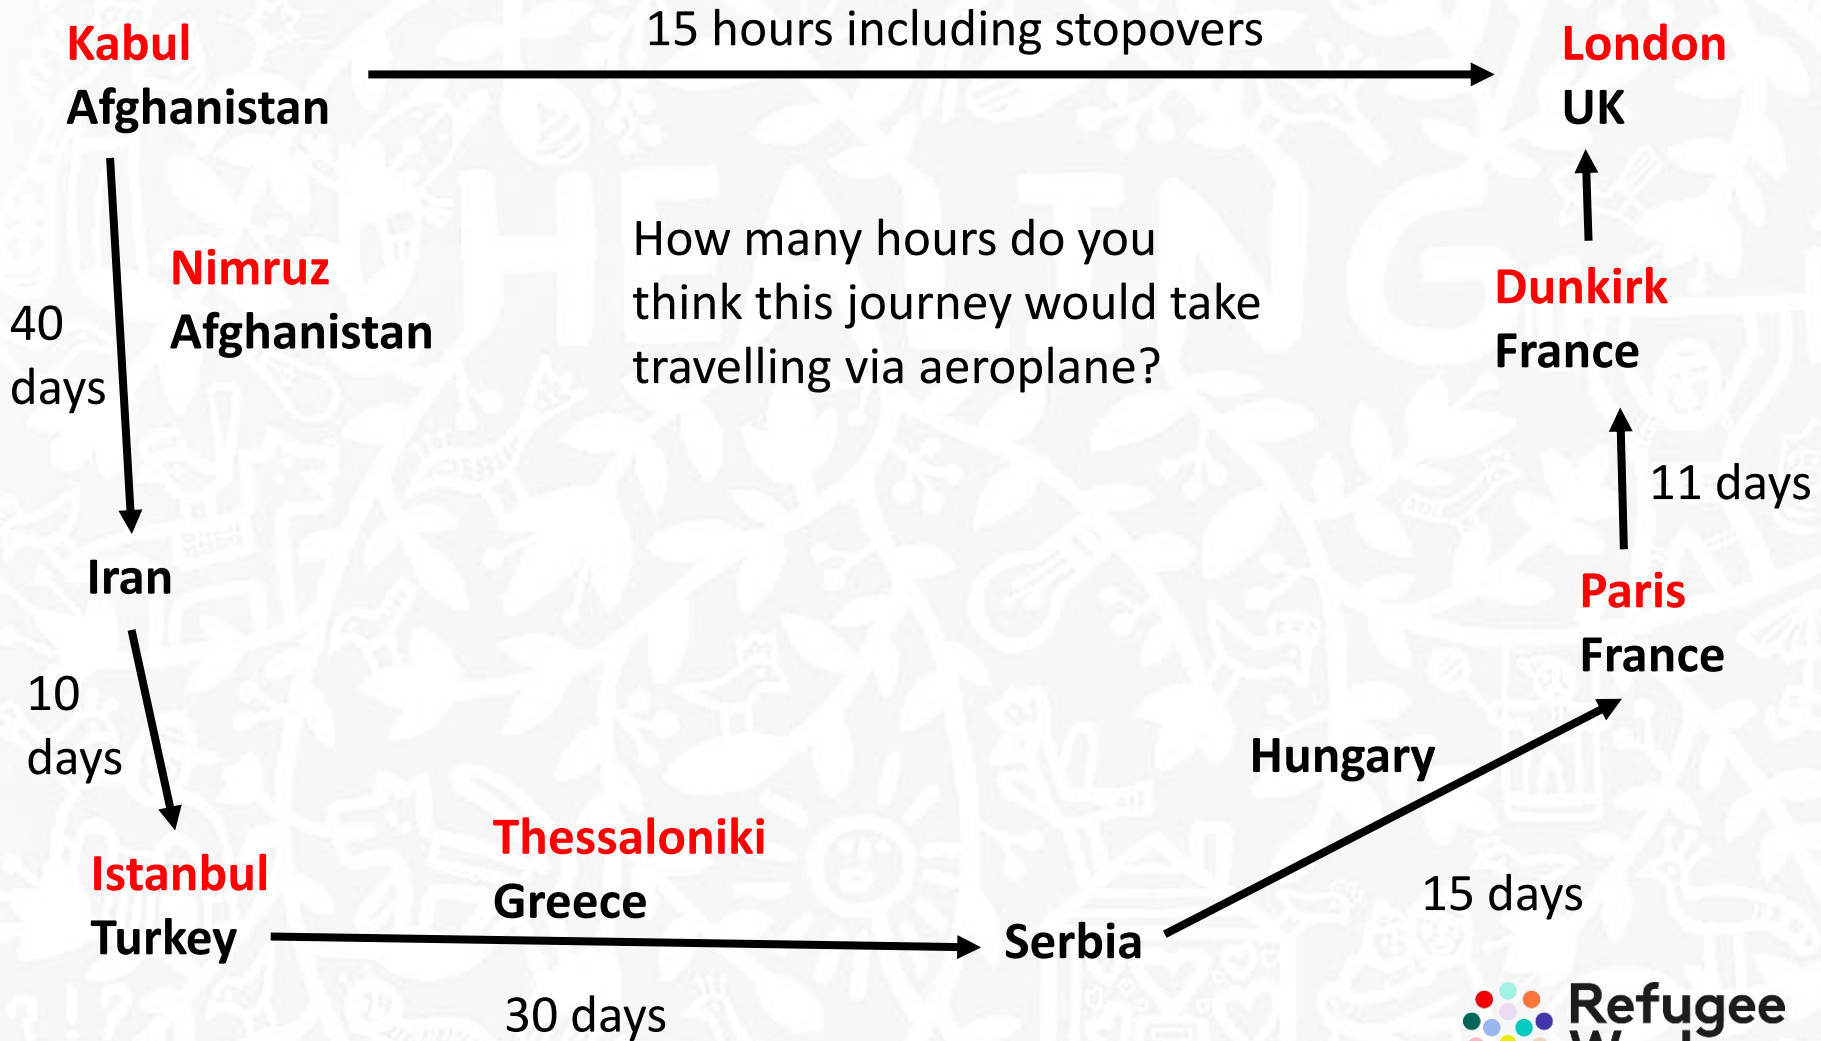 Kabul
Afghanistan
15 hours including stopovers
London
UK
Nimruz
Afghanistan
40
days
How many hours do you
think this journey would take
travelling via aeroplane?
Dunkirk
France
11 days
Iran
Paris
France
10
days
Hungary
Thessaloniki
Greece
Istanbul
Turkey
Serbia
15 days
30 days
HEALING
Refugee